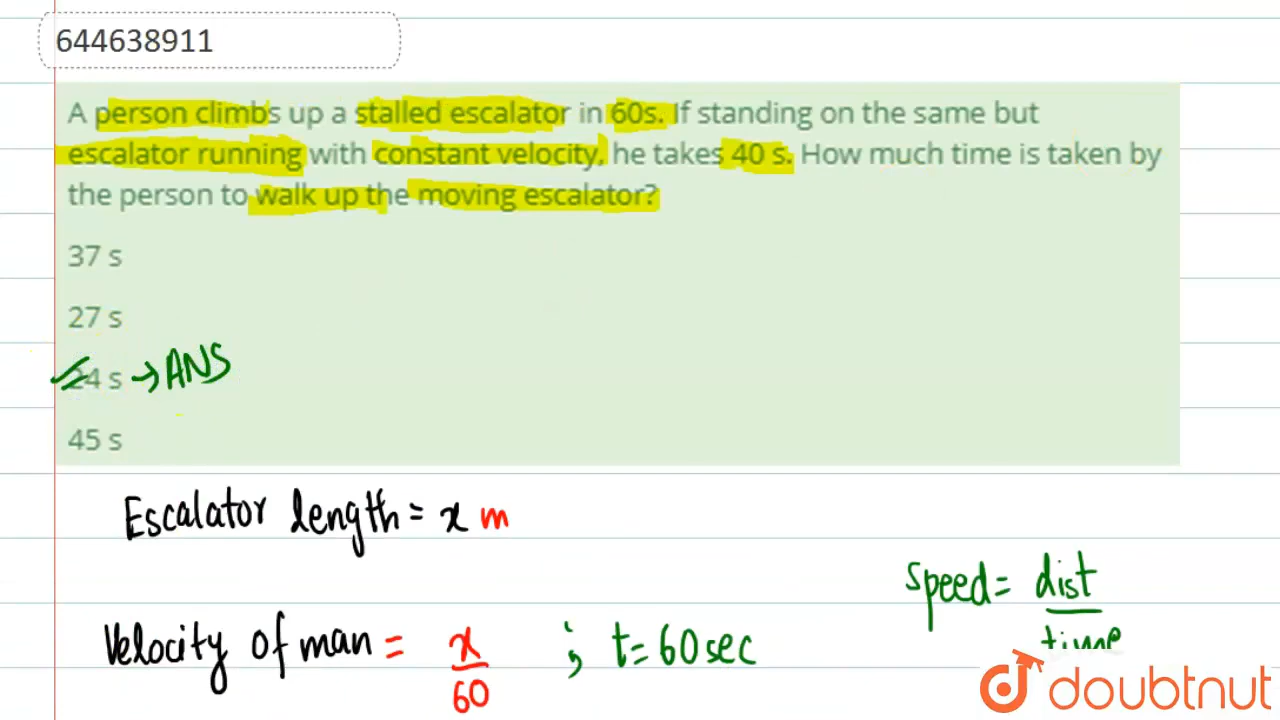 644638911
A person climbs up a stalled escalator in 60s. If standing on the same but
escalator running with constant velocity, he takes 40 s. How much time is taken by
the person to walk up the moving escalator?
37 s
27 s
24 s → ANS
45 s
Escalator length = x m
speed = dist
time
Velocity of man = x/60 ; t = 60 sec
doubtnut